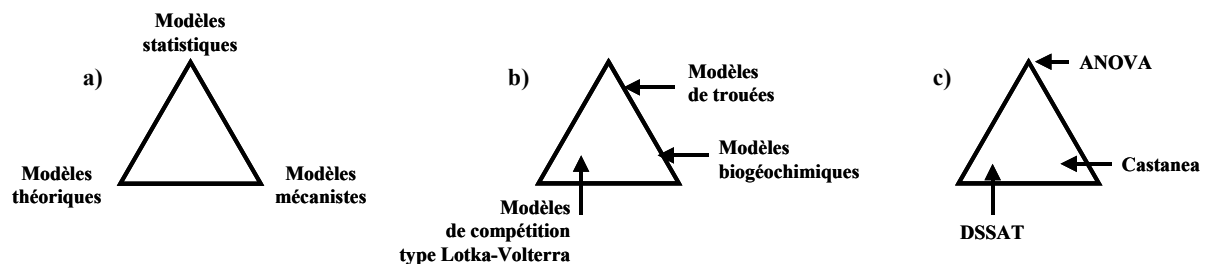 a)
Modèles
statistiques
Modèles
théoriques
Modèles
mécanistes
b)
Modèles
de trouées
Modèles
biogéochimiques
Modèles
de compétition
type Lotka-Volterra
c)
ANOVA
Castanea
DSSAT